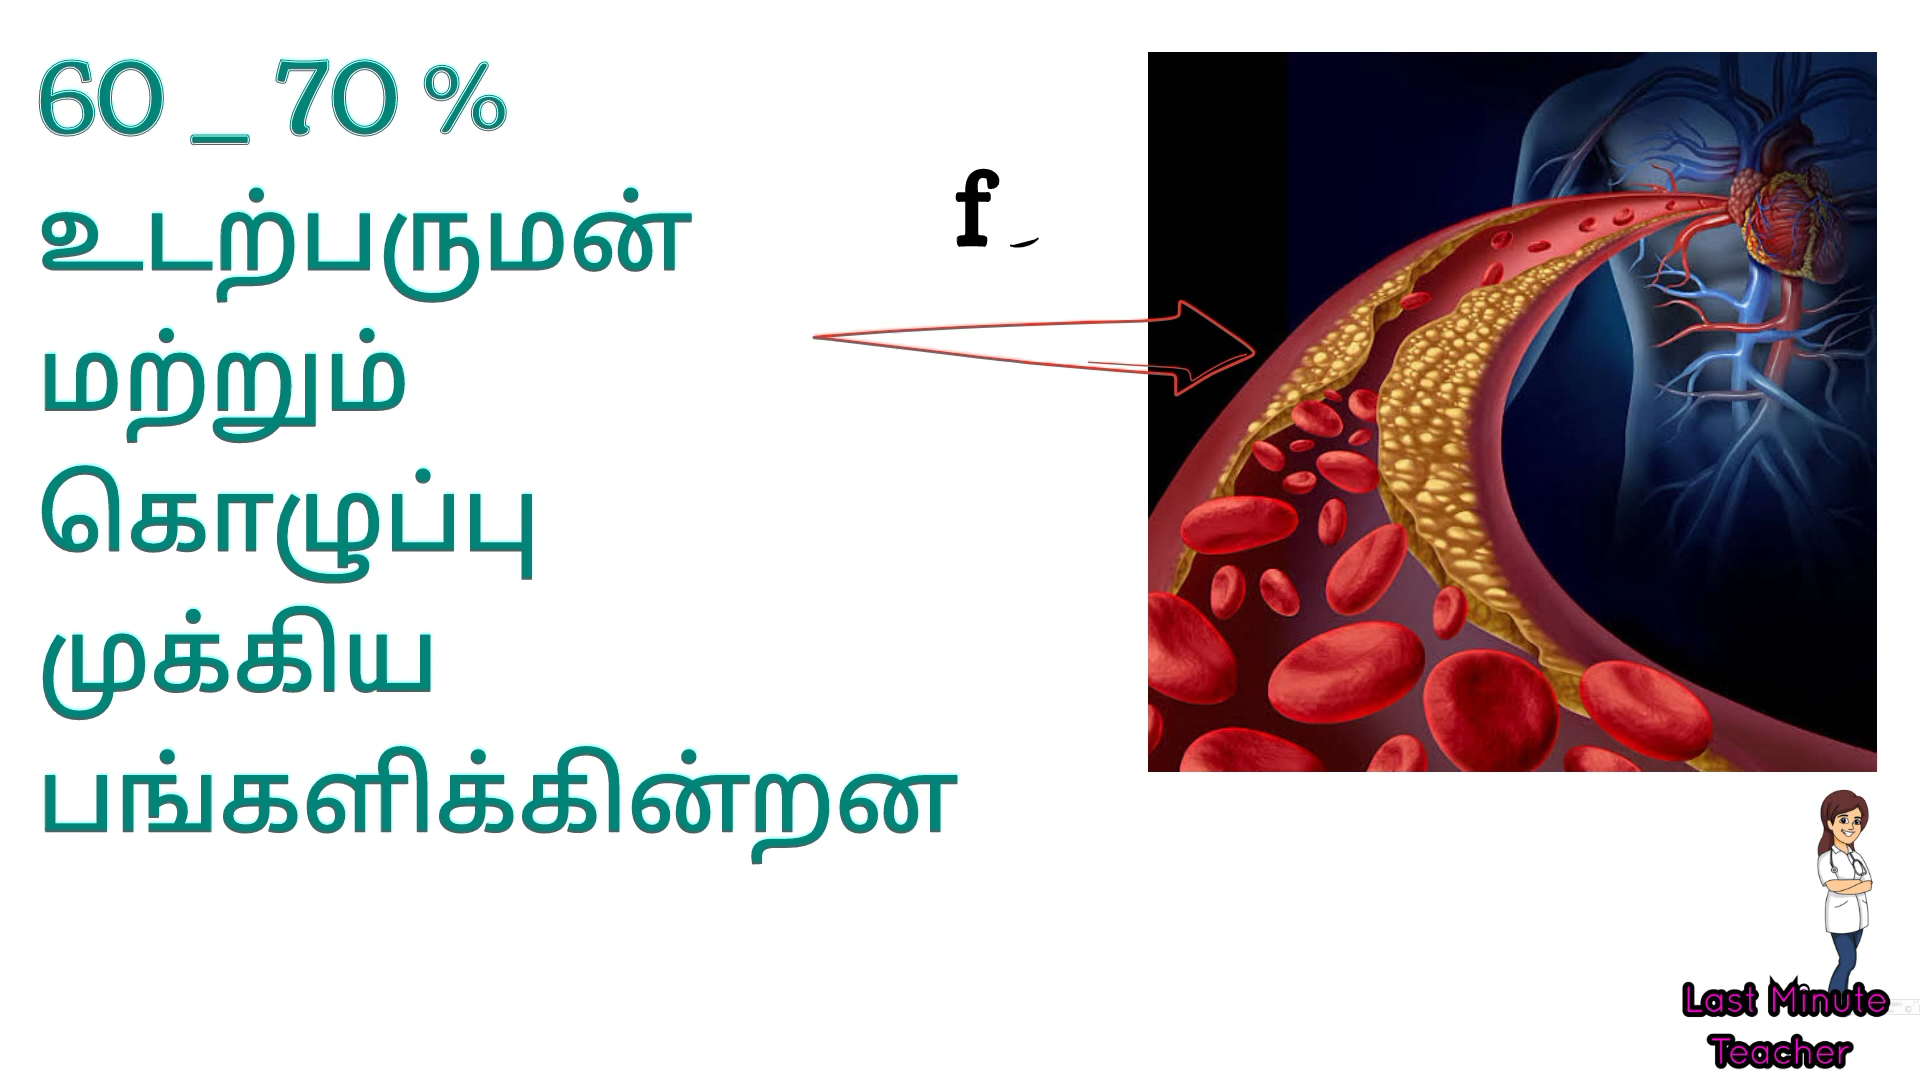 60 _ 70 %
உடற்பருமன்
மற்றும்
கொழுப்பு
முக்கிய
பங்களிக்கின்றன
f
Last Minute
Teacher